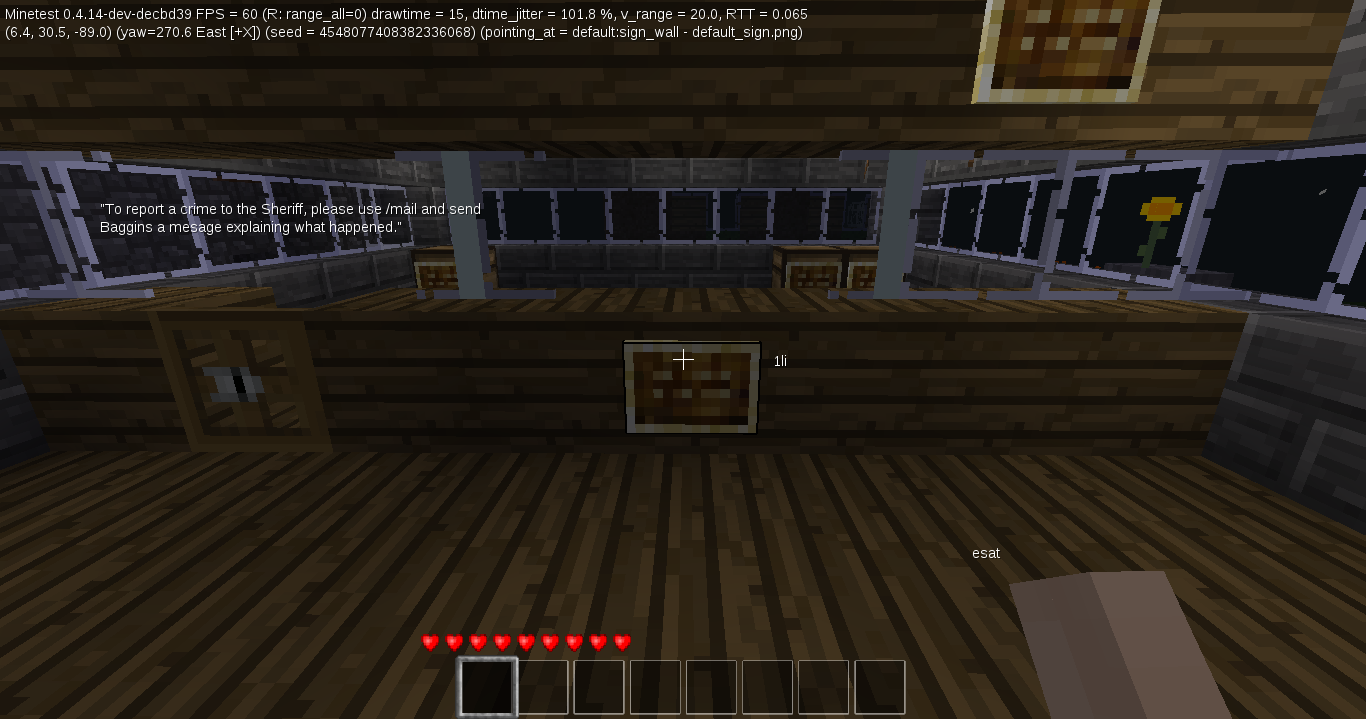 Minetest 0.4.14-dev-decbd39 FPS = 60 (R: range_all=0) drawtime = 15, dtime_jitter = 101.8 %, v_range = 20.0, RTT = 0.065
(6.4, 30.5, -89.0) (yaw=270.6 East [+X]) (seed = 4548077408382336068) (pointing_at = default:sign_wall - default_sign.png)
"To report a crime to the Sheriff, please use /mail and send
Baggins a mesage explaining what happened."
1li
esat